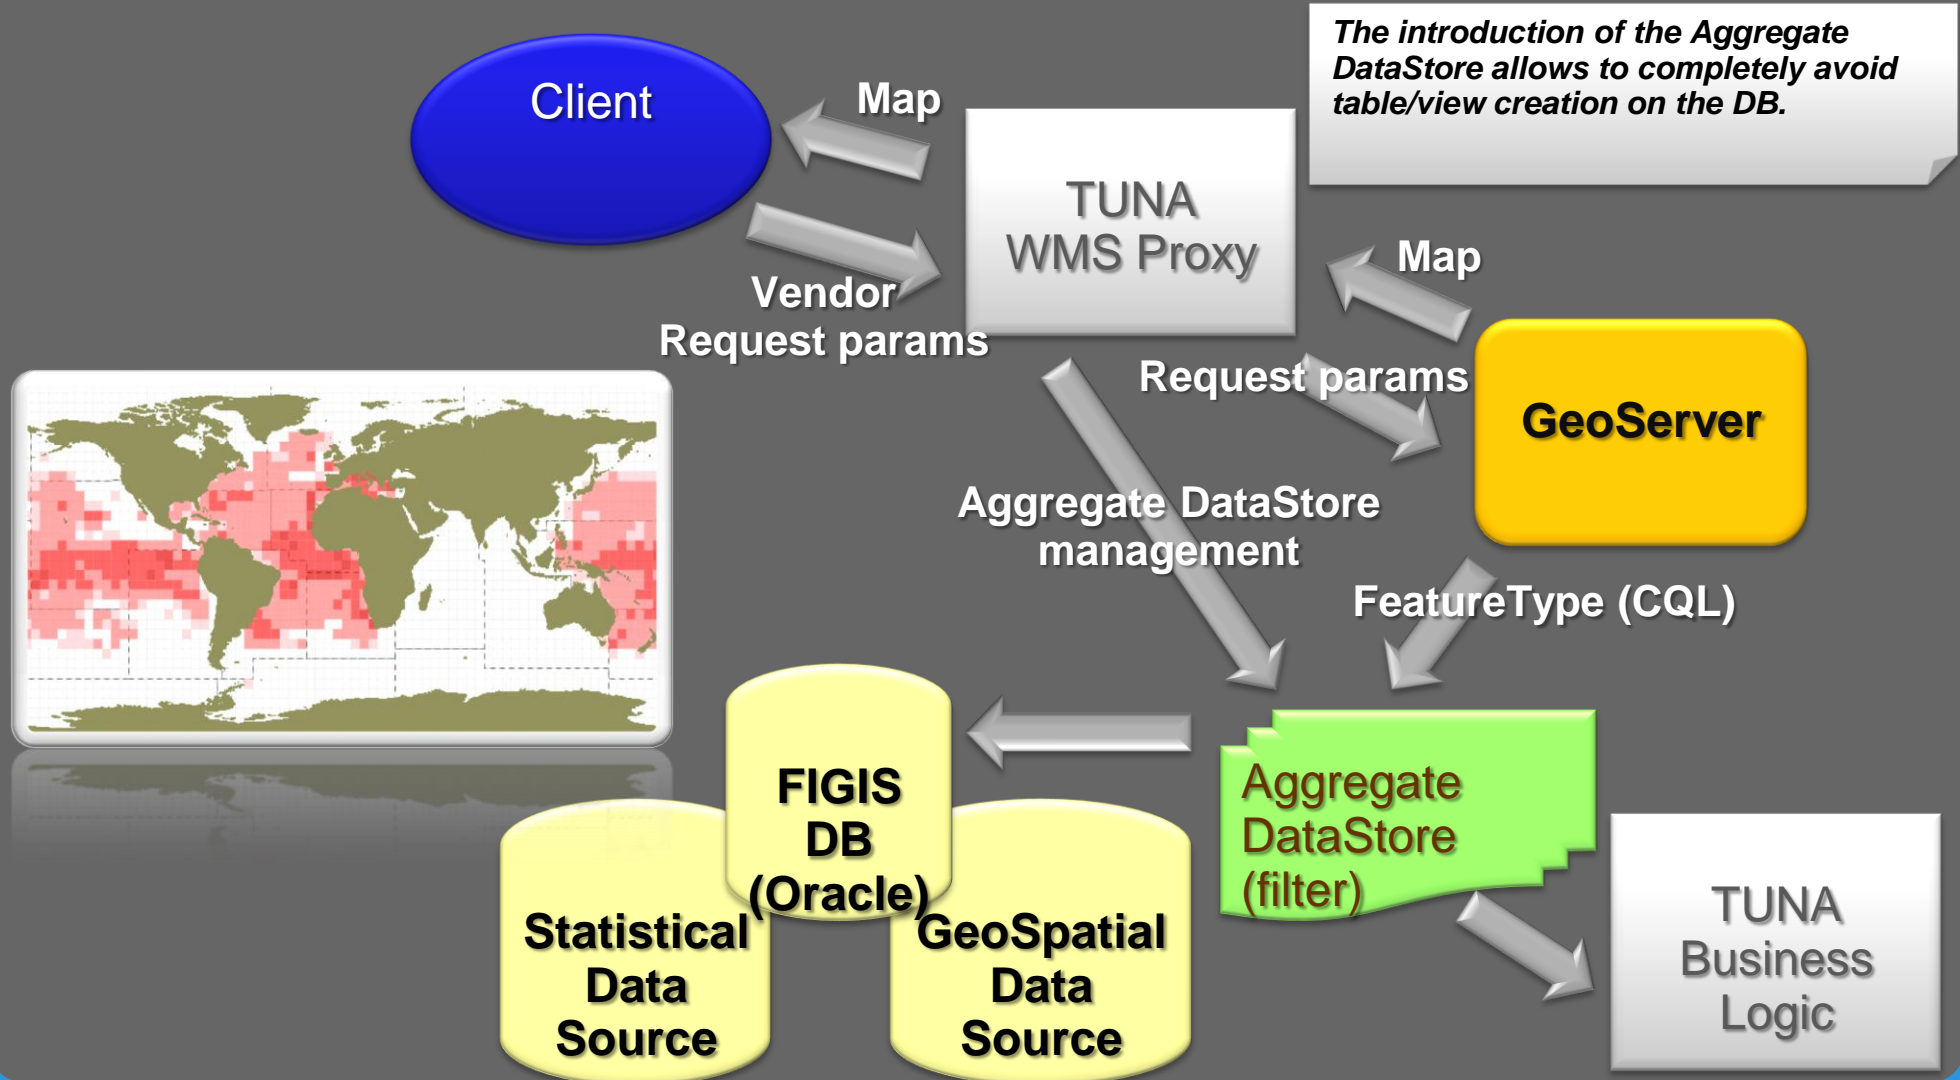 The introduction of the Aggregate
DataStore allows to completely avoid
table/view creation on the DB.
Client
Map
TUNA
WMS Proxy
Vendor
Request params
Map
Request params
GeoServer
Aggregate DataStore
management
FeatureType (CQL)
FIGIS
DB
(Oracle)
Statistical
Data
Source
GeoSpatial
Data
Source
Aggregate
DataStore
(filter)
TUNA
Business
Logic